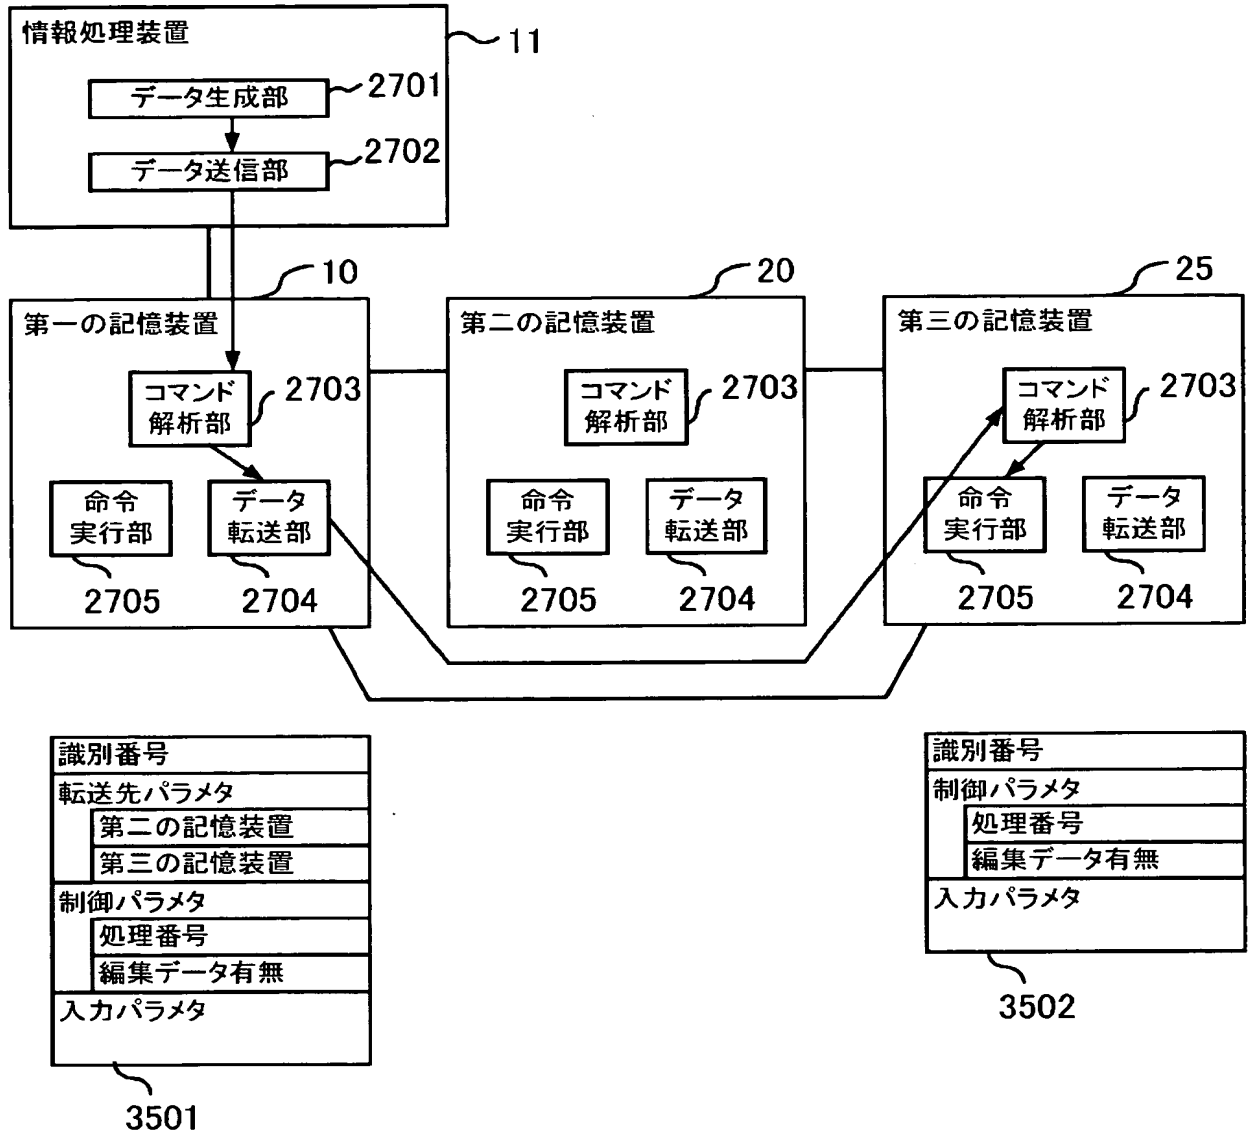 情報処理装置
11
データ生成部
2701
データ送信部
2702
10
20
25
第一の記憶装置
第二の記憶装置
第三の記憶装置
コマンド
解析部
2703
コマンド
解析部
2703
コマンド
解析部
2703
命令
実行部
データ
転送部
命令
実行部
データ
転送部
命令
実行部
データ
転送部
2705
2704
2705
2704
2705
2704
識別番号
転送先パラメタ
第二の記憶装置
第三の記憶装置
制御パラメタ
処理番号
編集データ有無
入力パラメタ
3501
識別番号
制御パラメタ
処理番号
編集データ有無
入力パラメタ
3502